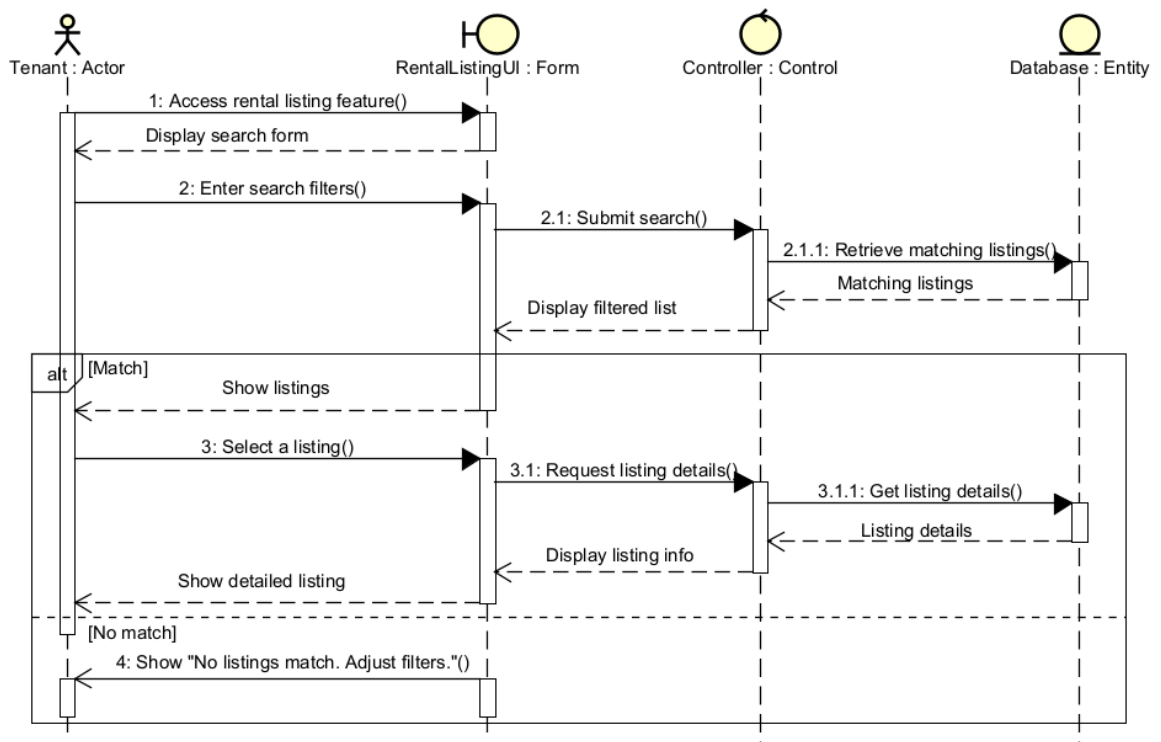 Tenant : Actor
RentalListingUI : Form
Controller : Control
Database : Entity
1: Access rental listing feature()
Display search form
2: Enter search filters()
2.1: Submit search()
2.1.1: Retrieve matching listings()
Matching listings
Display filtered list
alt
[Match]
Show listings
3: Select a listing()
3.1: Request listing details()
3.1.1: Get listing details()
Listing details
Display listing info
Show detailed listing
[No match]
4: Show "No listings match. Adjust filters."()